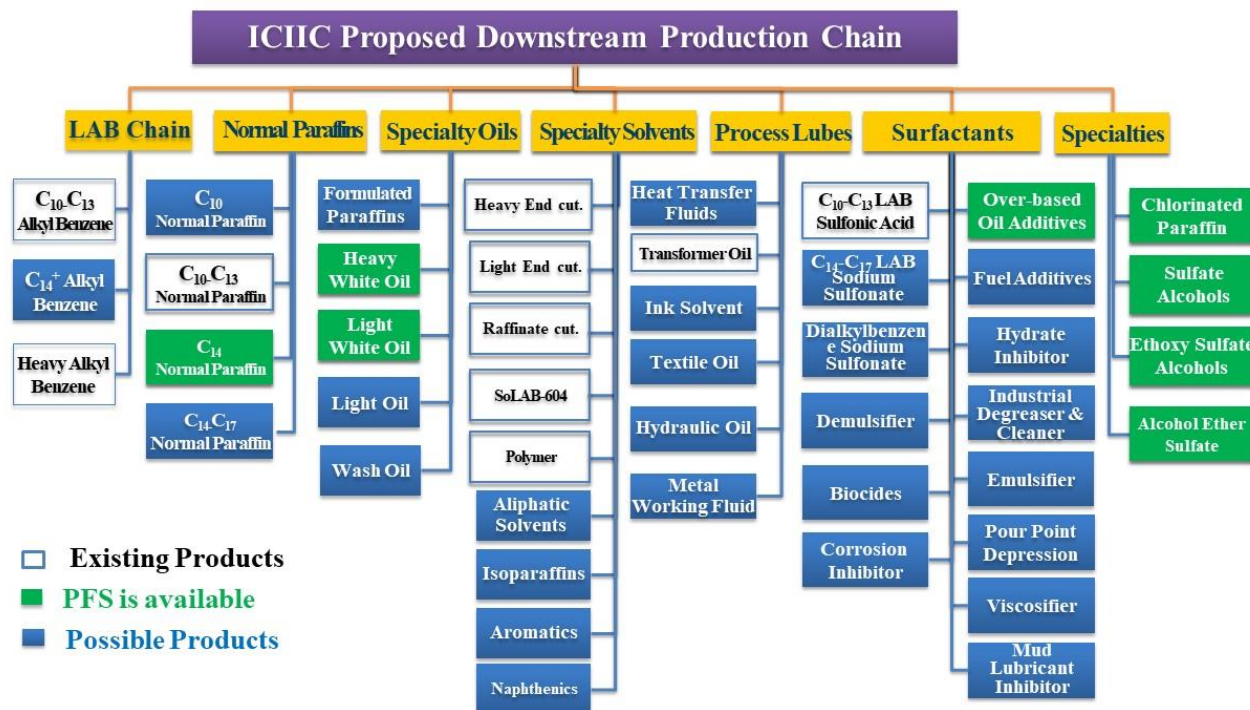 ICIIC Proposed Downstream Production Chain
LAB Chain
Normal Paraffins
Specialty Oils
Specialty Solvents
Process Lubes
Surfactants
Specialties
C₁₀-C₁₃
Alkyl Benzene
C₁₄⁺ Alkyl
Benzene
Heavy Alkyl
Benzene
C₁₀
Normal Paraffin
C₁₀-C₁₃
Normal Paraffin
C₁₄
Normal Paraffin
C₁₄-C₁₇
Normal Paraffin
Formulated
Paraffins
Heavy
White Oil
Light
White Oil
Light Oil
Wash Oil
Heavy End cut.
Light End cut.
Raffinate cut.
SoLAB-604
Polymer
Aliphatic
Solvents
Isoparaffins
Aromatics
Naphthenics
Heat Transfer
Fluids
Transformer Oil
Ink Solvent
Textile Oil
Hydraulic Oil
Metal
Working Fluid
C₁₀-C₁₃ LAB
Sulfonic Acid
C₁₄-C₁₇ LAB
Sodium
Sulfonate
Dialkylbenzen
e Sodium
Sulfonate
Demulsifier
Biocides
Corrosion
Inhibitor
Over-based
Oil Additives
Fuel Additives
Hydrate
Inhibitor
Industrial
Degreaser &
Cleaner
Emulsifier
Pour Point
Depression
Viscosifier
Mud
Lubricant
Inhibitor
Chlorinated
Paraffin
Sulfate
Alcohols
Ethoxy Sulfate
Alcohols
Alcohol Ether
Sulfate
Existing Products
PFS is available
Possible Products